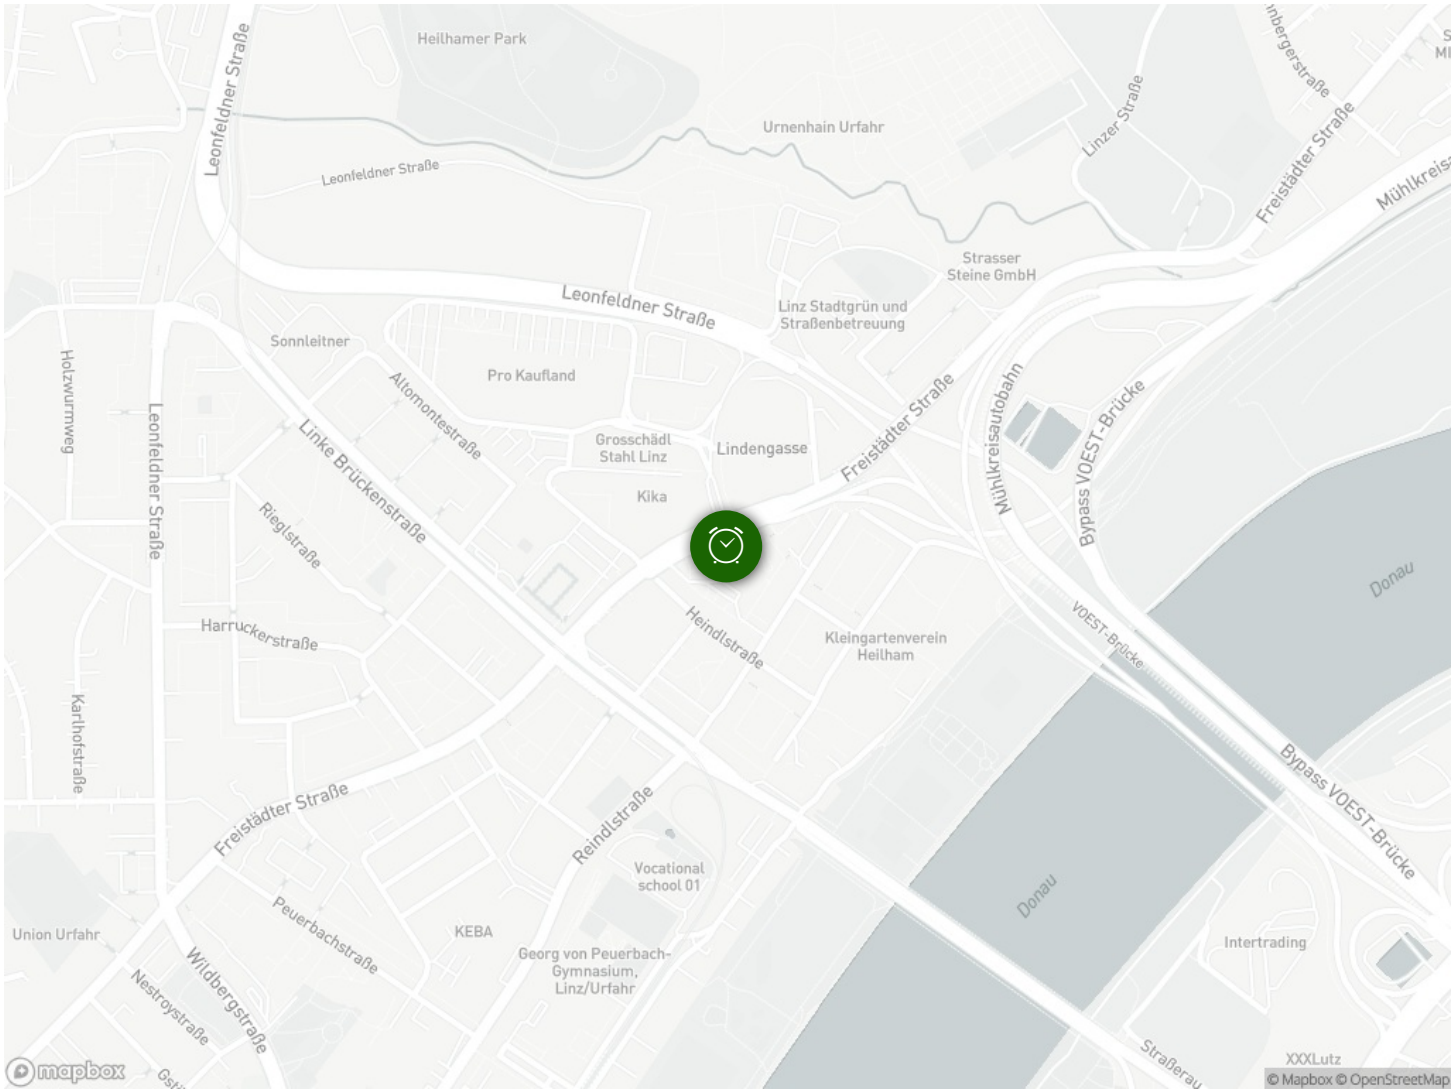 Heilhamer Park
Leonfeldner Straße
Urnenhain Urfahr
Linzer Straße
Freistädter Straße
Leonfeldner Straße
Strasser
Steine GmbH
Leonfeldner Straße
Linz Stadtgrün und
Straßenbetreuung
Sonnleitner
Pro Kaufland
Holzwurmweg
Altomontestraße
Freistädter Straße
Mühlkreisautobahn
Bypass VOEST-Brücke
Leonfeldner Straße
Linke Brückenstraße
Grosschädl
Stahl Linz
Lindengasse
Kika
Rieglstraße
Donau
Harruckerstraße
Heindlstraße
Kleingartenverein
Heilham
VOEST-Brücke
Karlhofstraße
Bypass VOEST-Brücke
Freistädter Straße
Reindlstraße
Vocational
school 01
Donau
Peuerbachstraße
KEBA
Union Urfahr
Intertrading
Georg von Peuerbach-
Gymnasium,
Linz/Urfahr
Wildbergstraße
Nestroystraße
Straßerau
XXXLutz
mapbox
© Mapbox © OpenStreetMap